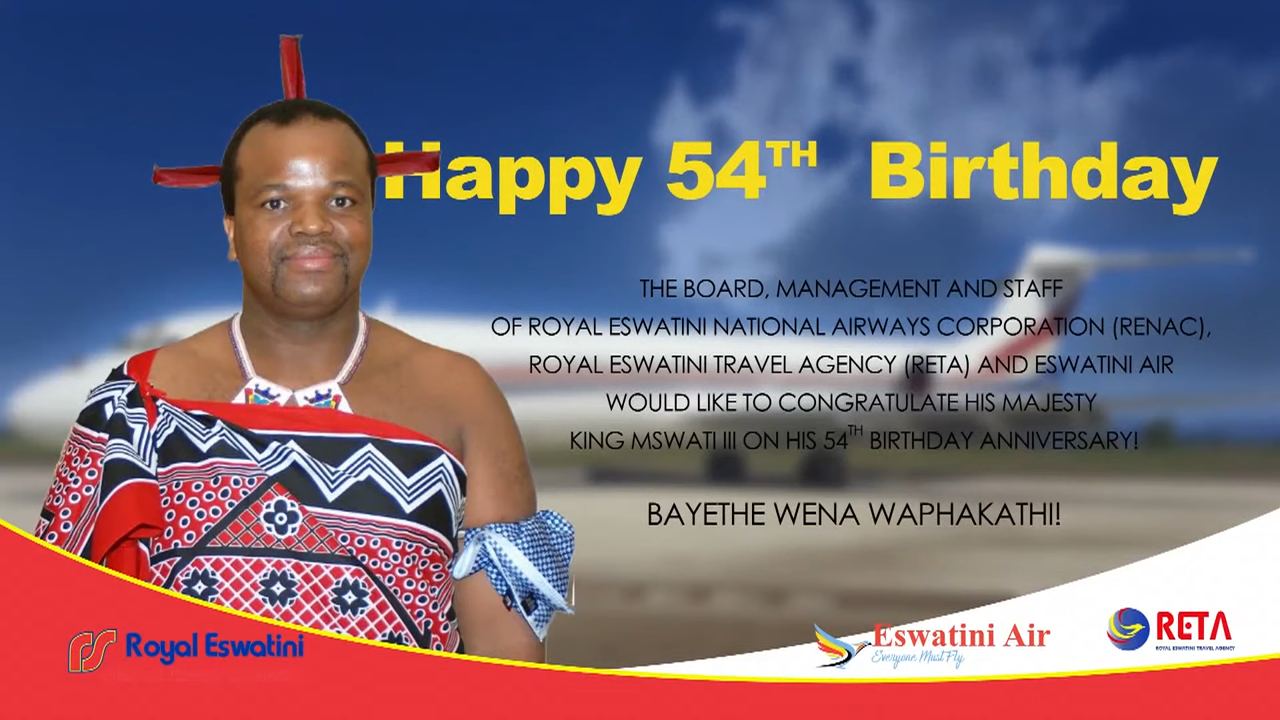 Happy 54TH Birthday
THE BOARD, MANAGEMENT AND STAFF
OF ROYAL ESWATINI NATIONAL AIRWAYS CORPORATION (RENAC),
ROYAL ESWATINI TRAVEL AGENCY (RETA) AND ESWATINI AIR
WOULD LIKE TO CONGRATULATE HIS MAJESTY
KING MSWATI III ON HIS 54TH BIRTHDAY ANNIVERSARY!
BAYETHE WENA WAPHAKATHI!
Royal Eswatini
Eswatini Air
Everyone Must Fly
RETA
ROYAL ESWATINI TRAVEL AGENCY